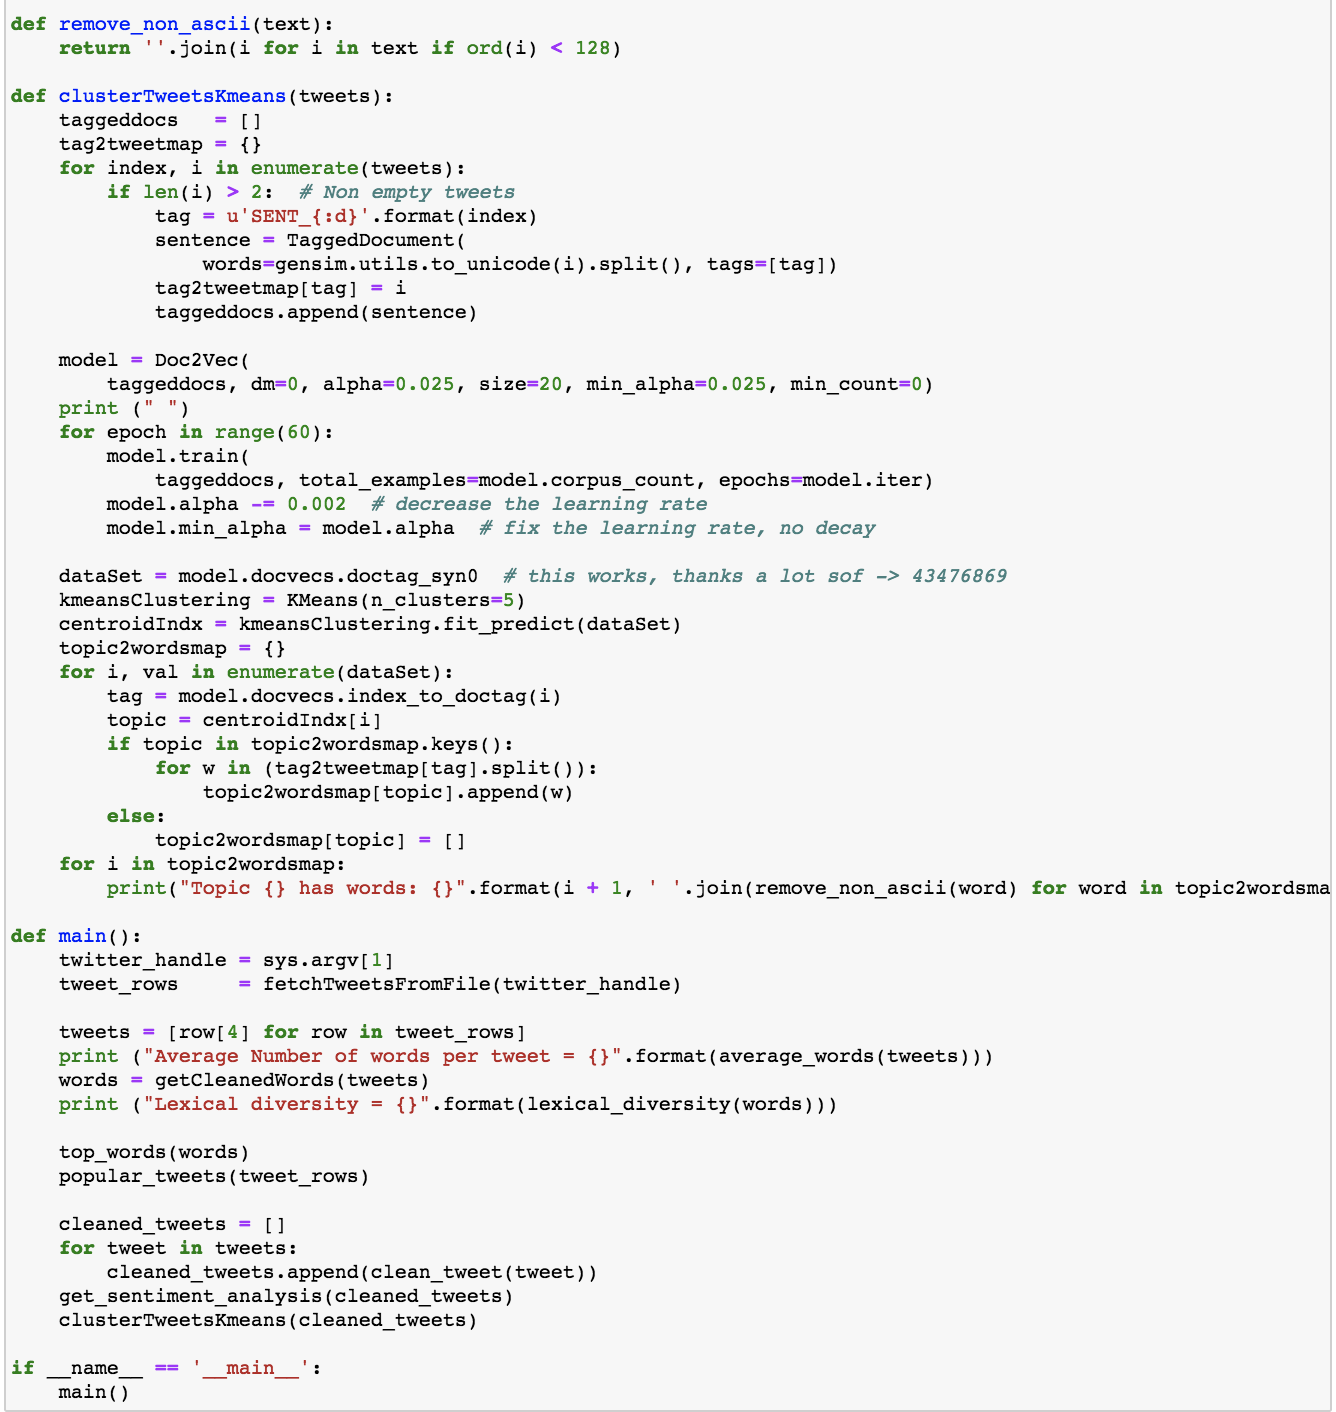 def remove_non_ascii(text):
    return ''.join(i for i in text if ord(i) < 128)

def clusterTweetsKmeans(tweets):
    taggeddocs   = []
    tag2tweetmap = {}
    for index, i in enumerate(tweets):
        if len(i) > 2:  # Non empty tweets
            tag = u'SENT_{:d}'.format(index)
            sentence = TaggedDocument(
                words=gensim.utils.to_unicode(i).split(), tags=[tag])
            tag2tweetmap[tag] = i
            taggeddocs.append(sentence)

    model = Doc2Vec(
        taggeddocs, dm=0, alpha=0.025, size=20, min_alpha=0.025, min_count=0)
    print (" ")
    for epoch in range(60):
        model.train(
            taggeddocs, total_examples=model.corpus_count, epochs=model.iter)
        model.alpha -= 0.002  # decrease the learning rate
        model.min_alpha = model.alpha  # fix the learning rate, no decay

    dataSet = model.docvecs.doctag_syn0  # this works, thanks a lot sof -> 43476869
    kmeansClustering = KMeans(n_clusters=5)
    centroidIndx = kmeansClustering.fit_predict(dataSet)
    topic2wordsmap = {}
    for i, val in enumerate(dataSet):
        tag = model.docvecs.index_to_doctag(i)
        topic = centroidIndx[i]
        if topic in topic2wordsmap.keys():
            for w in (tag2tweetmap[tag].split()):
                topic2wordsmap[topic].append(w)
        else:
            topic2wordsmap[topic] = []
    for i in topic2wordsmap:
        print("Topic {} has words: {}".format(i + 1, ' '.join(remove_non_ascii(word) for word in topic2wordsma

def main():
    twitter_handle = sys.argv[1]
    tweet_rows     = fetchTweetsFromFile(twitter_handle)

    tweets = [row[4] for row in tweet_rows]
    print ("Average Number of words per tweet = {}".format(average_words(tweets)))
    words = getCleanedWords(tweets)
    print ("Lexical diversity = {}".format(lexical_diversity(words)))

    top_words(words)
    popular_tweets(tweet_rows)

    cleaned_tweets = []
    for tweet in tweets:
        cleaned_tweets.append(clean_tweet(tweet))
    get_sentiment_analysis(cleaned_tweets)
    clusterTweetsKmeans(cleaned_tweets)

if __name__ == '__main__':
    main()